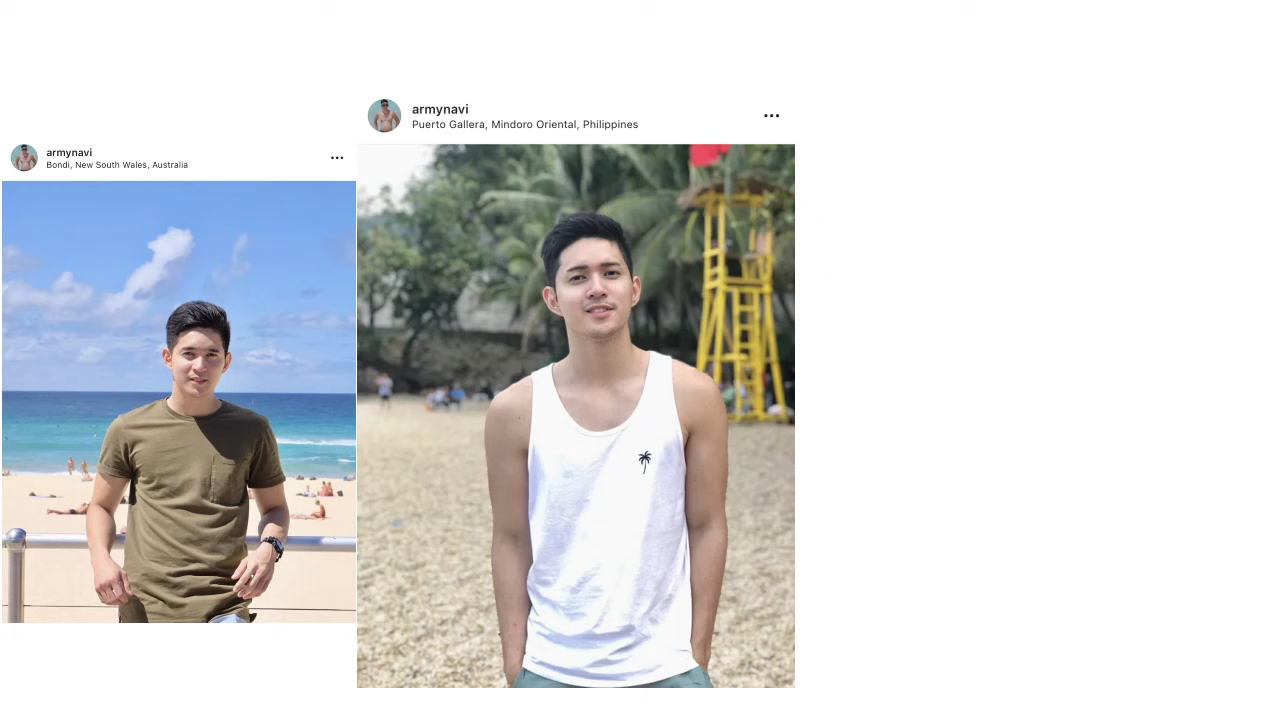 armynavi
Bondi, New South Wales, Australia
armynavi
Puerto Gallera, Mindoro Oriental, Philippines